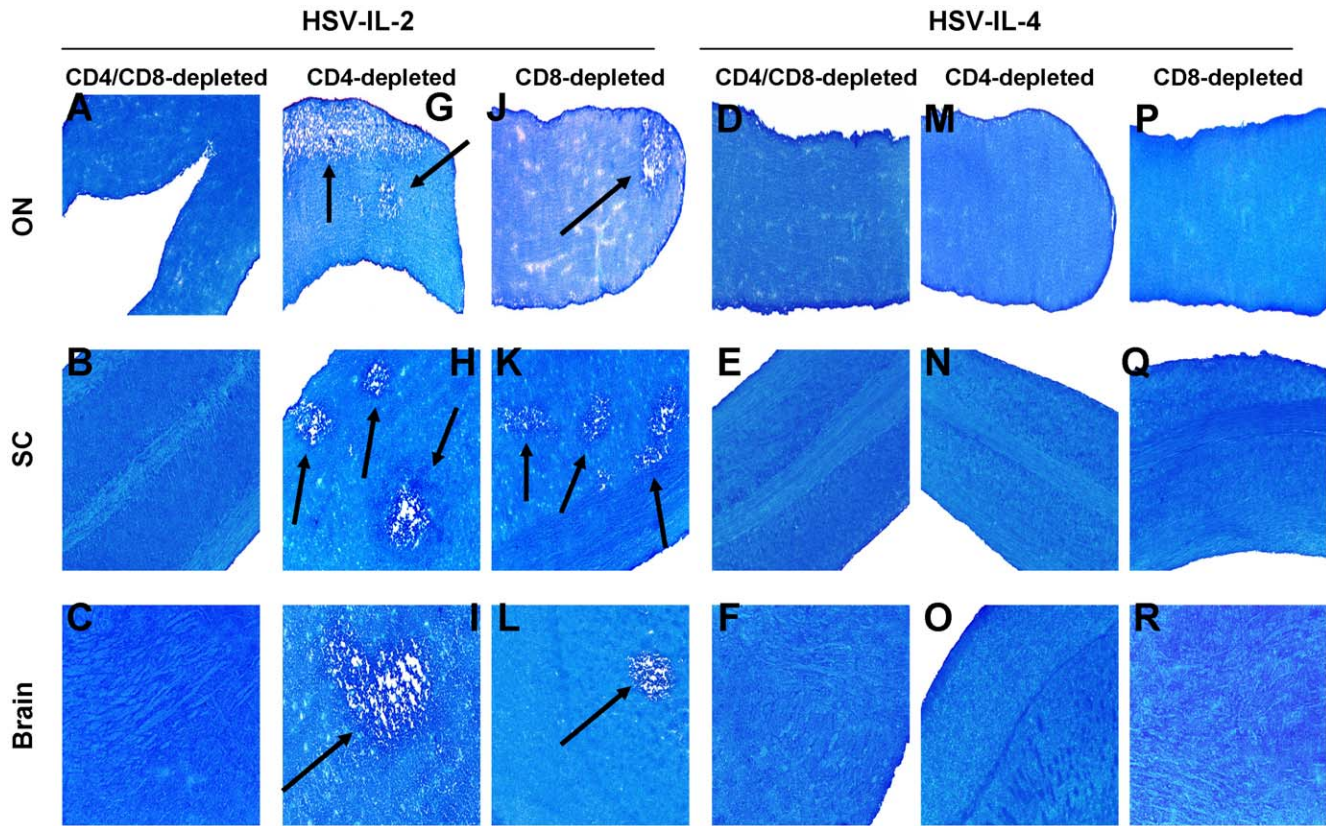 HSV-IL-2 HSV-IL-4
CD4/CD8-depleted CD4-depleted CD8-depleted CD4/CD8-depleted CD4-depleted CD8-depleted
ON A G J D M P
SC B H K E N Q
Brain C I L F O R